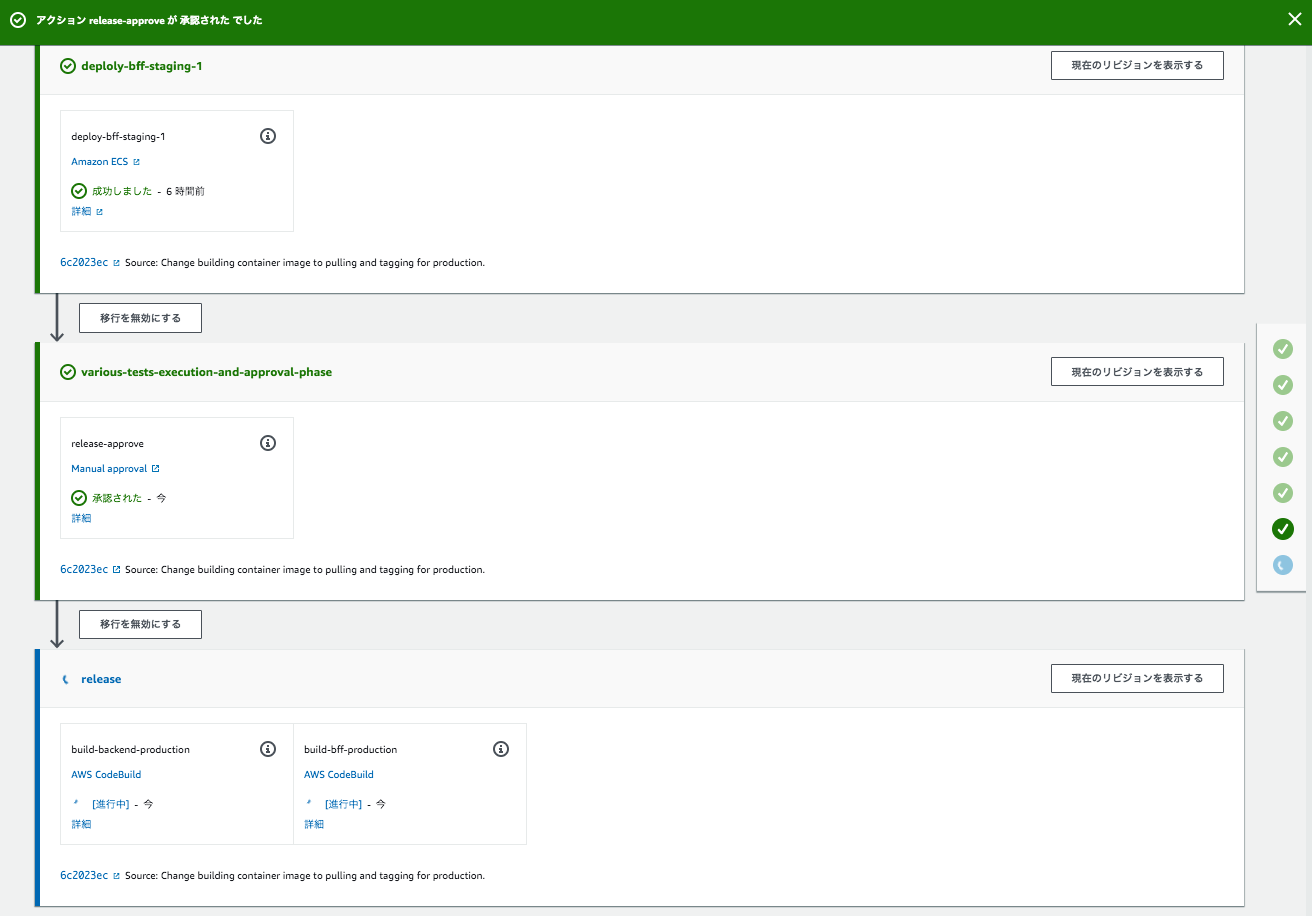 アクション release-approve が 承認された でした
deploly-bff-staging-1
現在のリビジョンを表示する
deploy-bff-staging-1
Amazon ECS
成功しました - 6 時間前
詳細
6c2023ec Source: Change building container image to pulling and tagging for production.
移行を無効にする
various-tests-execution-and-approval-phase
現在のリビジョンを表示する
release-approve
Manual approval
承認された - 今
詳細
6c2023ec Source: Change building container image to pulling and tagging for production.
移行を無効にする
release
現在のリビジョンを表示する
build-backend-production
AWS CodeBuild
[進行中] - 今
詳細
build-bff-production
AWS CodeBuild
[進行中] - 今
詳細
6c2023ec Source: Change building container image to pulling and tagging for production.